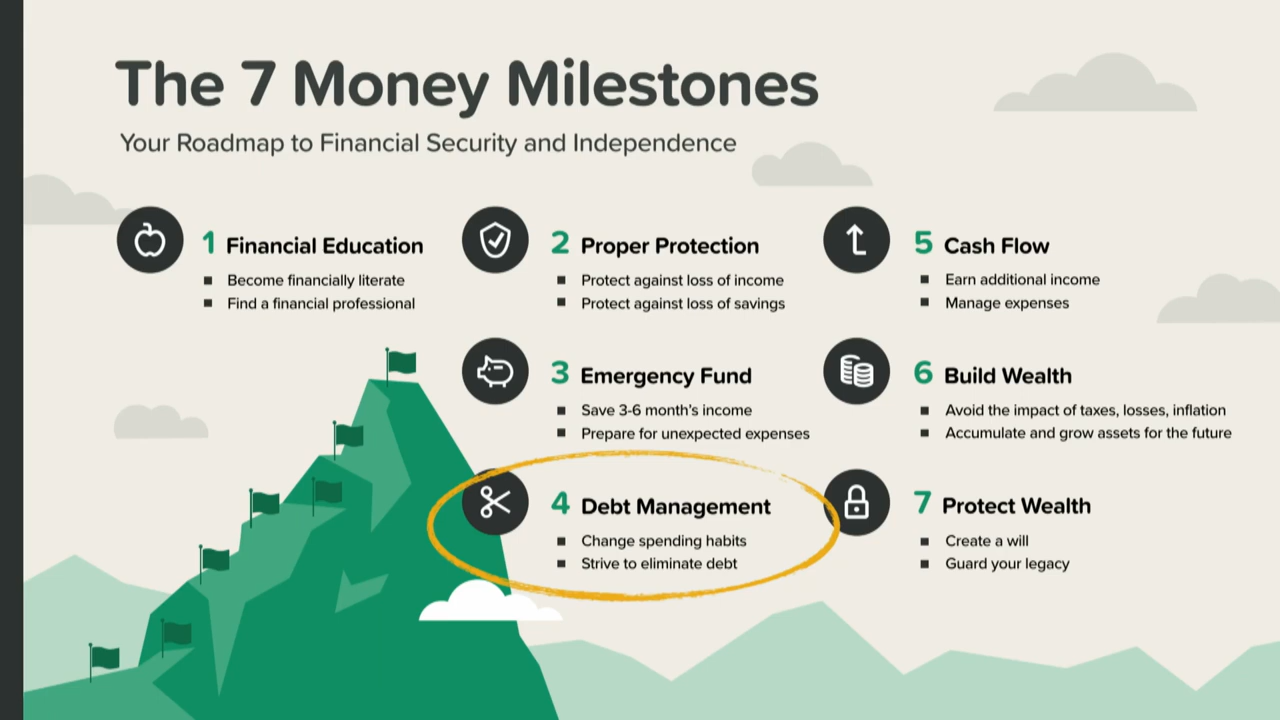 The 7 Money Milestones
Your Roadmap to Financial Security and Independence
1 Financial Education
Become financially literate
Find a financial professional
2 Proper Protection
Protect against loss of income
Protect against loss of savings
3 Emergency Fund
Save 3-6 month's income
Prepare for unexpected expenses
4 Debt Management
Change spending habits
Strive to eliminate debt
5 Cash Flow
Earn additional income
Manage expenses
6 Build Wealth
Avoid the impact of taxes, losses, inflation
Accumulate and grow assets for the future
7 Protect Wealth
Create a will
Guard your legacy